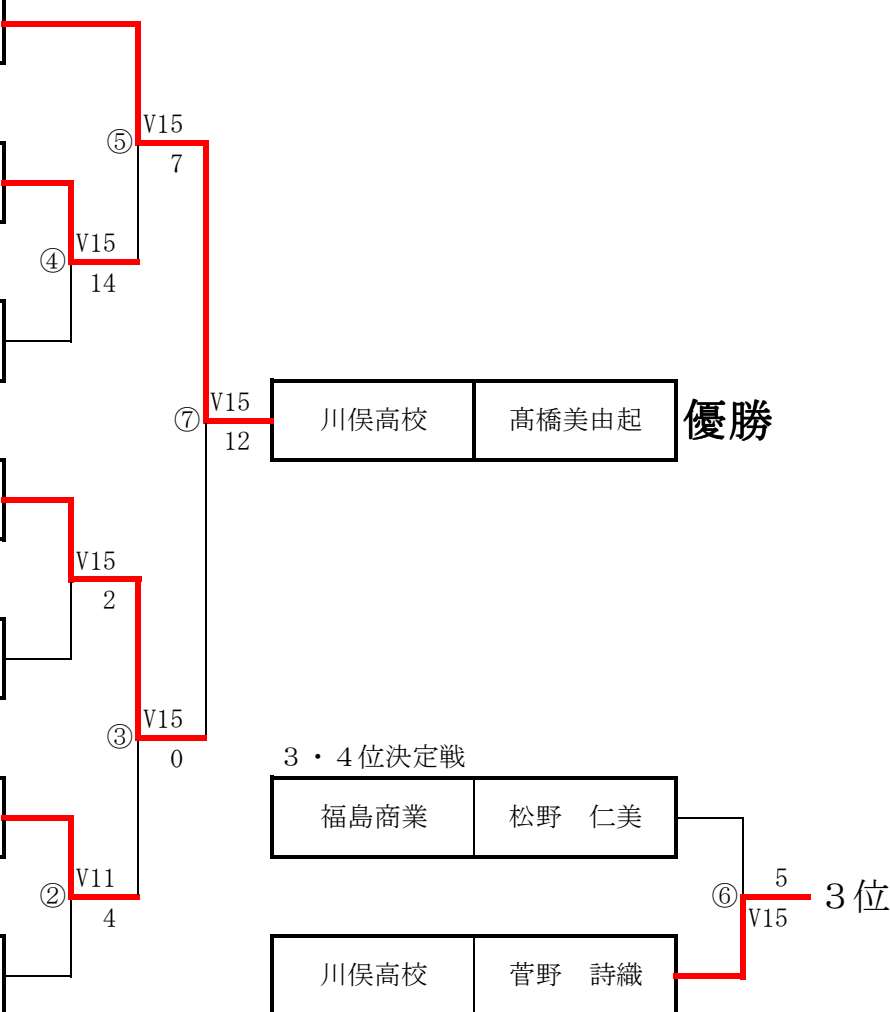 V15
⑤
7
V15
④
14
V15
⑦
12
川俣高校 髙橋美由起 優勝
V15
2
V15
③
0
３・４位決定戦
福島商業 松野　仁美
V11
②
4
5
⑥
V15
３位
川俣高校 菅野　詩織